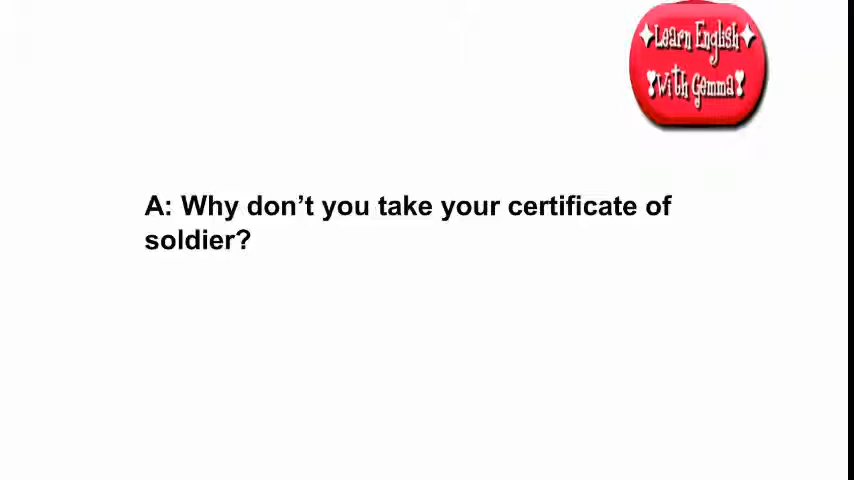 Learn English
With Gemma
A: Why don’t you take your certificate of
soldier?